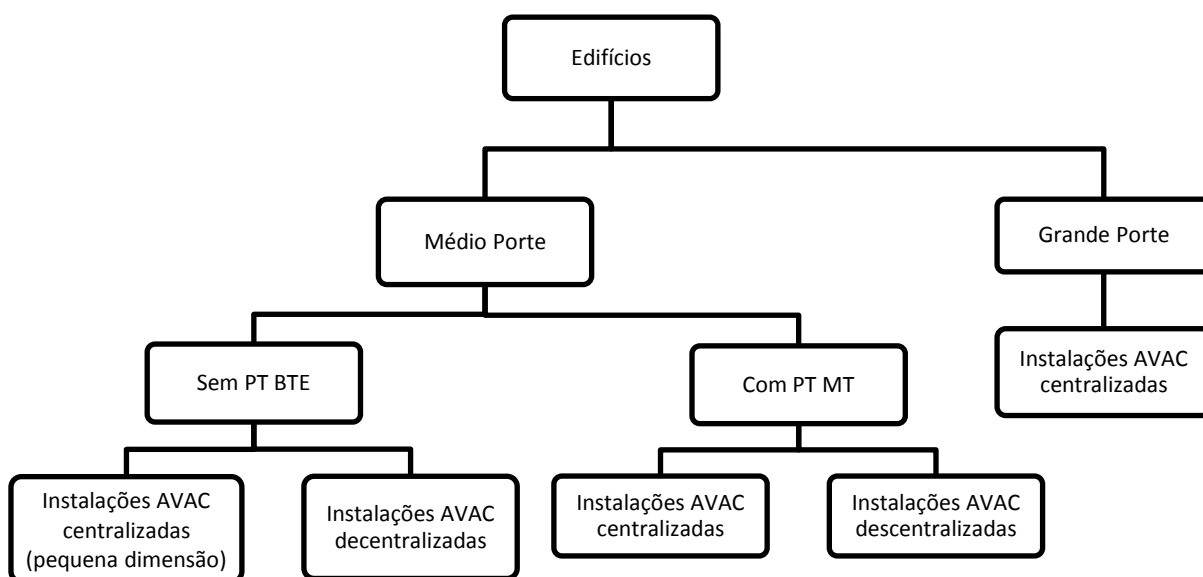 Edifícios
Médio Porte
Grande Porte
Sem PT BTE
Com PT MT
Instalações AVAC
centralizadas
Instalações AVAC
centralizadas
(pequena dimensão)
Instalações AVAC
decentralizadas
Instalações AVAC
centralizadas
Instalações AVAC
descentralizadas